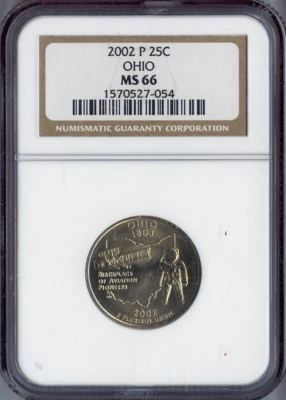 2002 P 25C
OHIO
MS 66
1570527-054
NUMISMATIC GUARANTY CORPORATION
OHIO
1803
BIRTHPLACE
OF AVIATION
PIONEERS
2002
E PLURIBUS UNUM